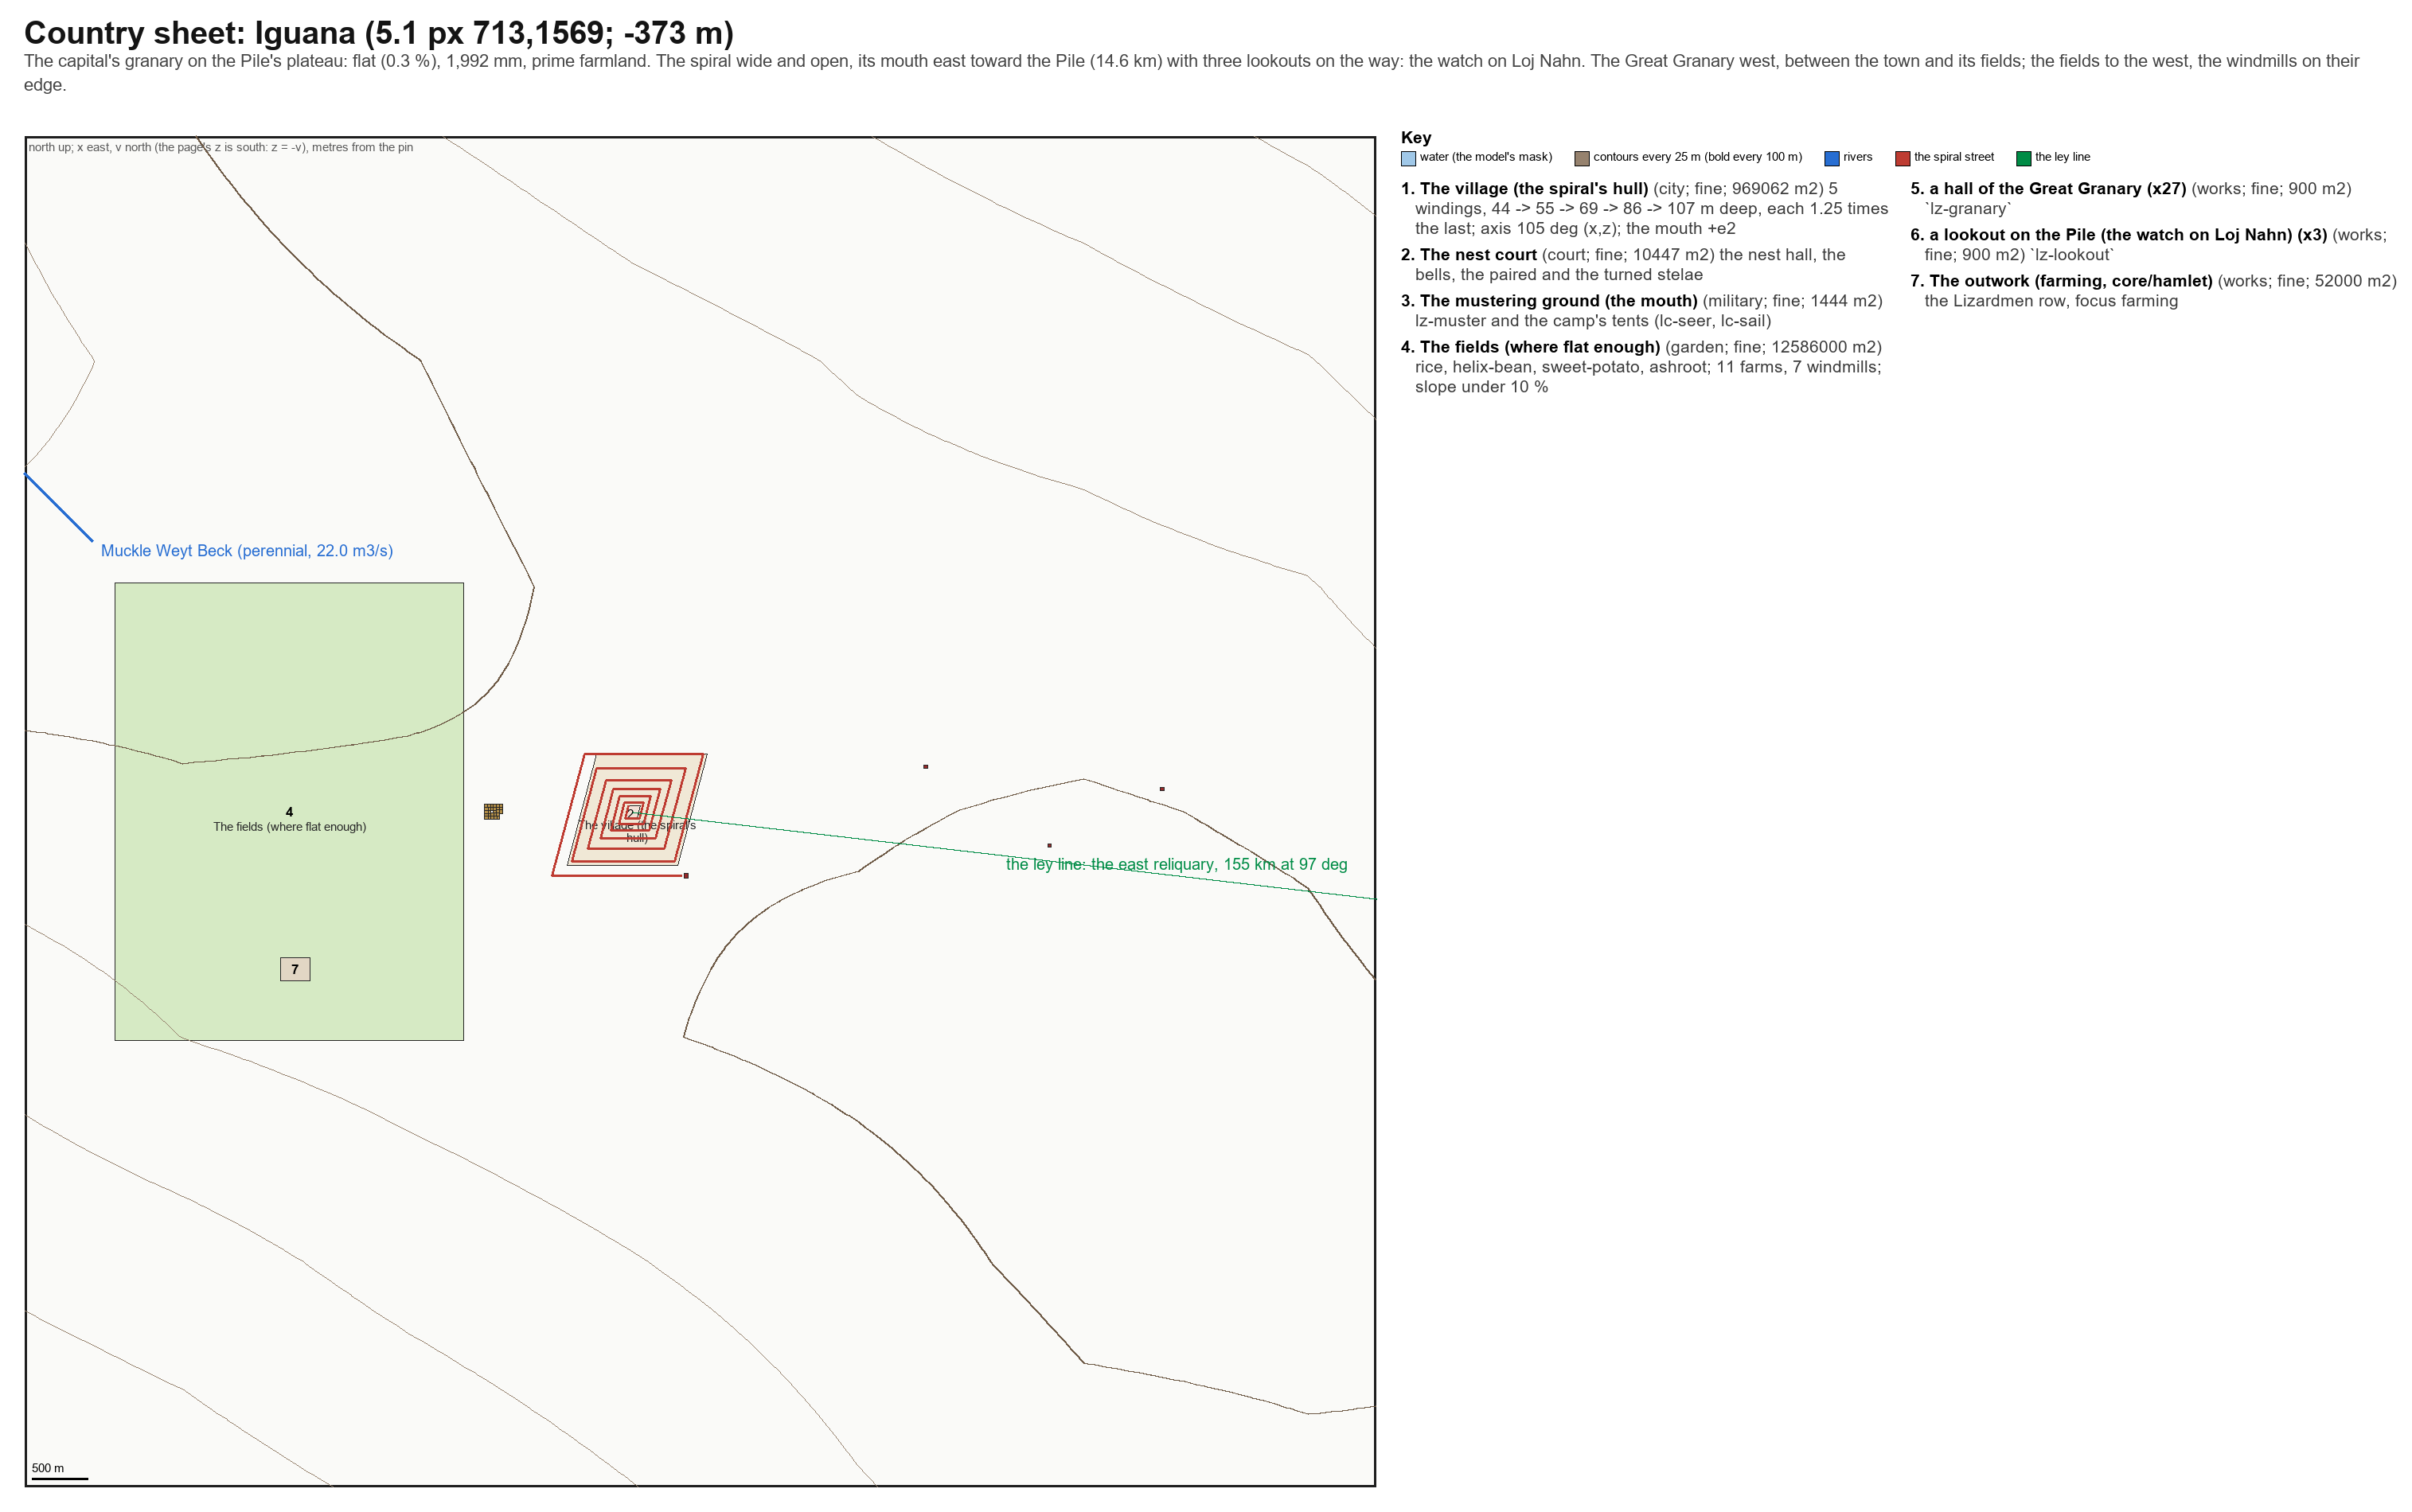 Country sheet: Iguana (5.1 px 713,1569; -373 m)
The capital's granary on the Pile's plateau: flat (0.3 %), 1,992 mm, prime farmland. The spiral wide and open, its mouth east toward the Pile (14.6 km) with three lookouts on the way: the watch on Loj Nahn. The Great Granary west, between the town and its fields; the fields to the west, the windmills on their
edge.
north up; x east, v north (the page's z is south: z = -v), metres from the pin
Muckle Weyt Beck (perennial, 22.0 m3/s)
4
The fields (where flat enough)
2
The village (the spiral's
hull)
the ley line: the east reliquary, 155 km at 97 deg
7
500 m
Key
water (the model's mask)
contours every 25 m (bold every 100 m)
rivers
the spiral street
the ley line
1. The village (the spiral's hull) (city; fine; 969062 m2) 5
windings, 44 -> 55 -> 69 -> 86 -> 107 m deep, each 1.25 times
the last; axis 105 deg (x,z); the mouth +e2
2. The nest court (court; fine; 10447 m2) the nest hall, the
bells, the paired and the turned stelae
3. The mustering ground (the mouth) (military; fine; 1444 m2)
lz-muster and the camp's tents (lc-seer, lc-sail)
4. The fields (where flat enough) (garden; fine; 12586000 m2)
rice, helix-bean, sweet-potato, ashroot; 11 farms, 7 windmills;
slope under 10 %
5. a hall of the Great Granary (x27) (works; fine; 900 m2)
`lz-granary`
6. a lookout on the Pile (the watch on Loj Nahn) (x3) (works;
fine; 900 m2) `lz-lookout`
7. The outwork (farming, core/hamlet) (works; fine; 52000 m2)
the Lizardmen row, focus farming